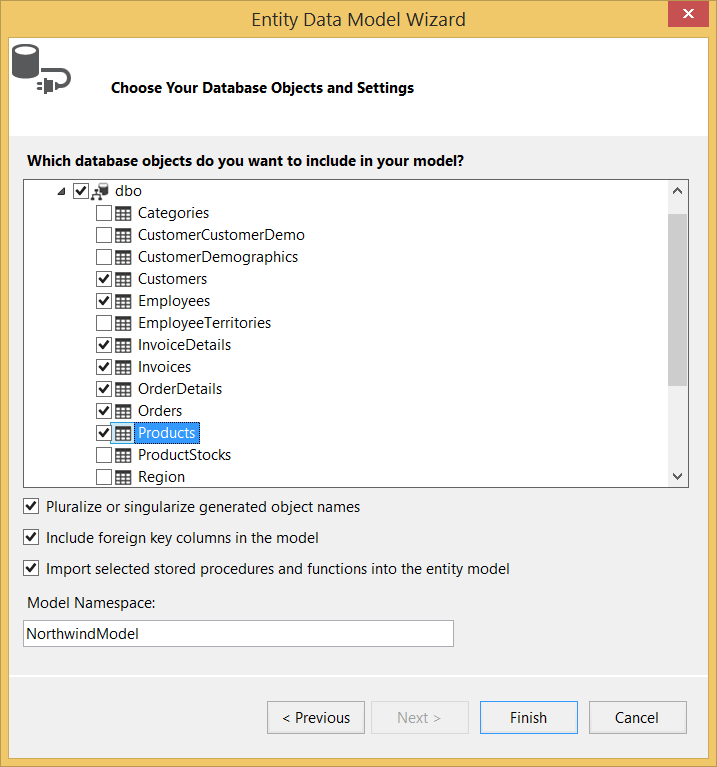 Entity Data Model Wizard
Choose Your Database Objects and Settings
Which database objects do you want to include in your model?
dbo
Categories
CustomerCustomerDemo
CustomerDemographics
Customers
Employees
EmployeeTerritories
InvoiceDetails
Invoices
OrderDetails
Orders
Products
ProductStocks
Region
Pluralize or singularize generated object names
Include foreign key columns in the model
Import selected stored procedures and functions into the entity model
Model Namespace:
NorthwindModel
< Previous Next > Finish Cancel